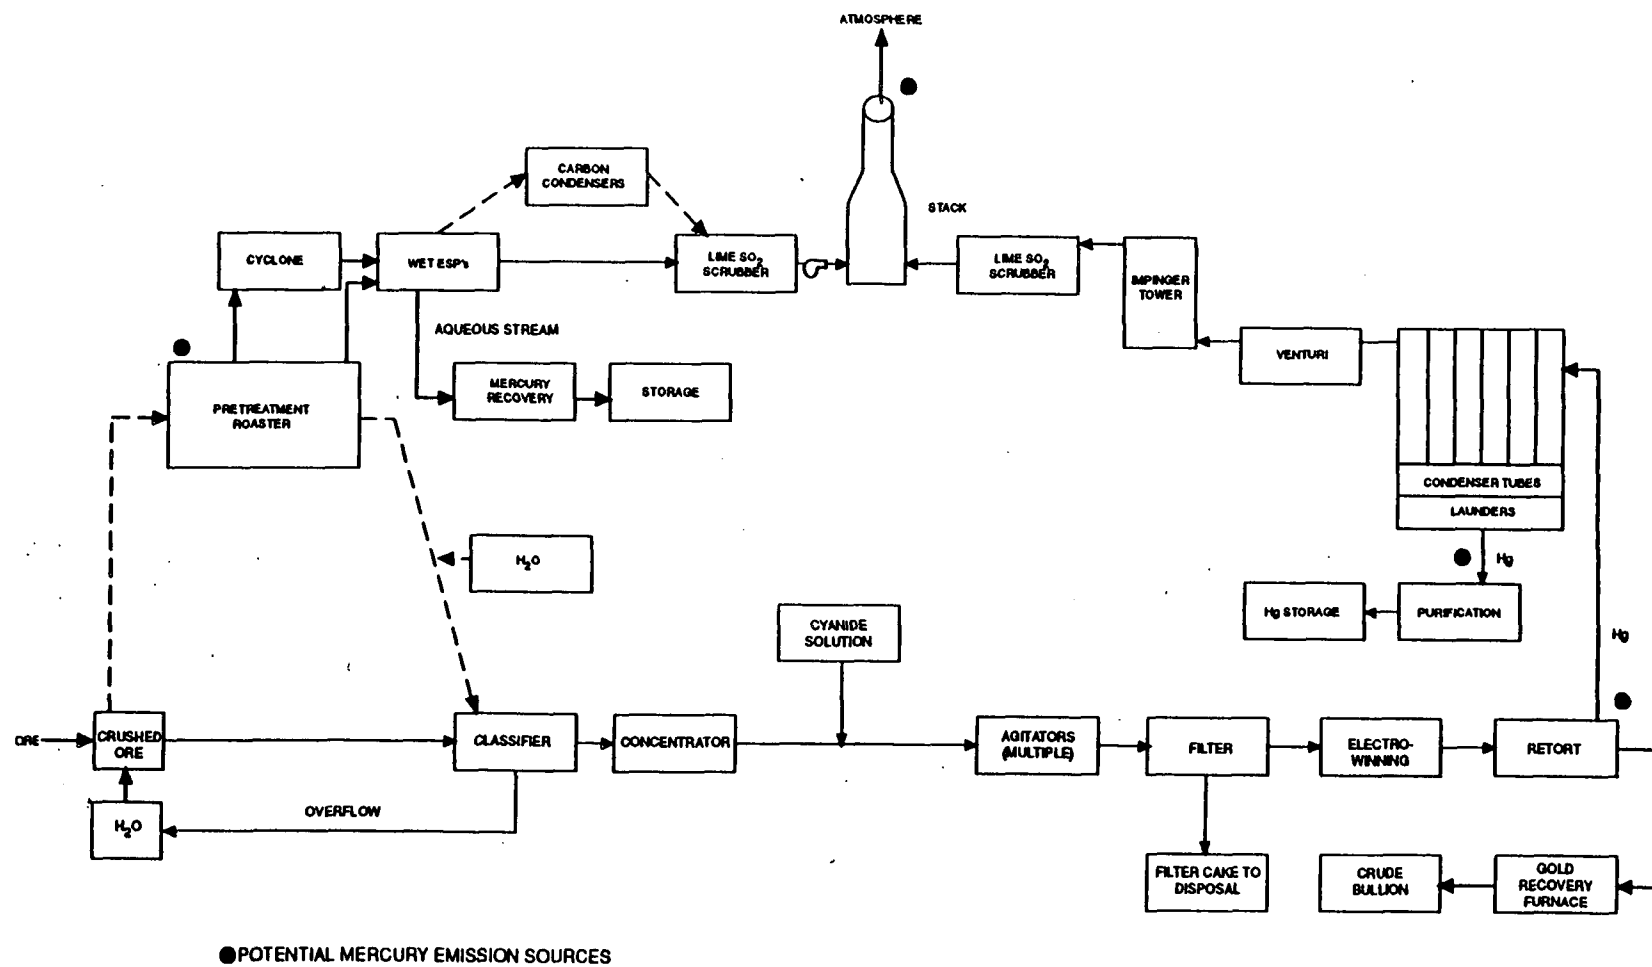 ATMOSPHERE
CARBON
CONDENSERS
STACK
CYCLONE
WET ESP's
LIME SO2
SCRUBBER
LIME SO2
SCRUBBER
IMPINGER
TOWER
AQUEOUS STREAM
VENTURI
PRETREATMENT
ROASTER
MERCURY
RECOVERY
STORAGE
CONDENSER TUBES
LAUNDERS
H2O
Hg
CYANIDE
SOLUTION
Hg STORAGE
PURIFICATION
Hg
ORE
CRUSHED
ORE
CLASSIFIER
CONCENTRATOR
AGITATORS
(MULTIPLE)
FILTER
ELECTRO-
WINNING
RETORT
H2O
OVERFLOW
FILTER CAKE TO
DISPOSAL
CRUDE
BULLION
GOLD
RECOVERY
FURNACE
POTENTIAL MERCURY EMISSION SOURCES